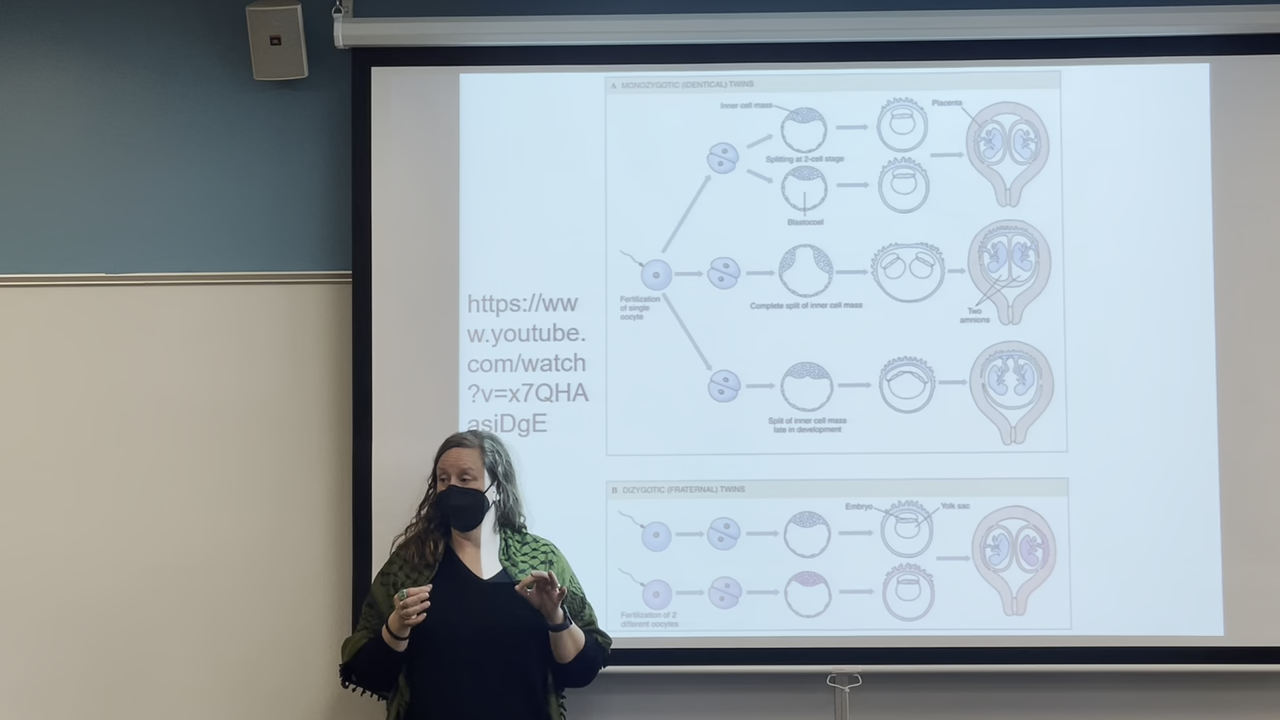 A MONOZYGOTIC (IDENTICAL) TWINS
Inner cell mass
Placenta
Splitting at 2-cell stage
Blastocoel
https://ww
w.youtube.
com/watch
?v=x7QHA
asiDgE
Fertilization
of single
oocyte
Complete split of inner cell mass
Two
amnions
Split of inner cell mass
late in development
B DIZYGOTIC (FRATERNAL) TWINS
Embryo
Yolk sac
Fertilization of 2
different oocytes